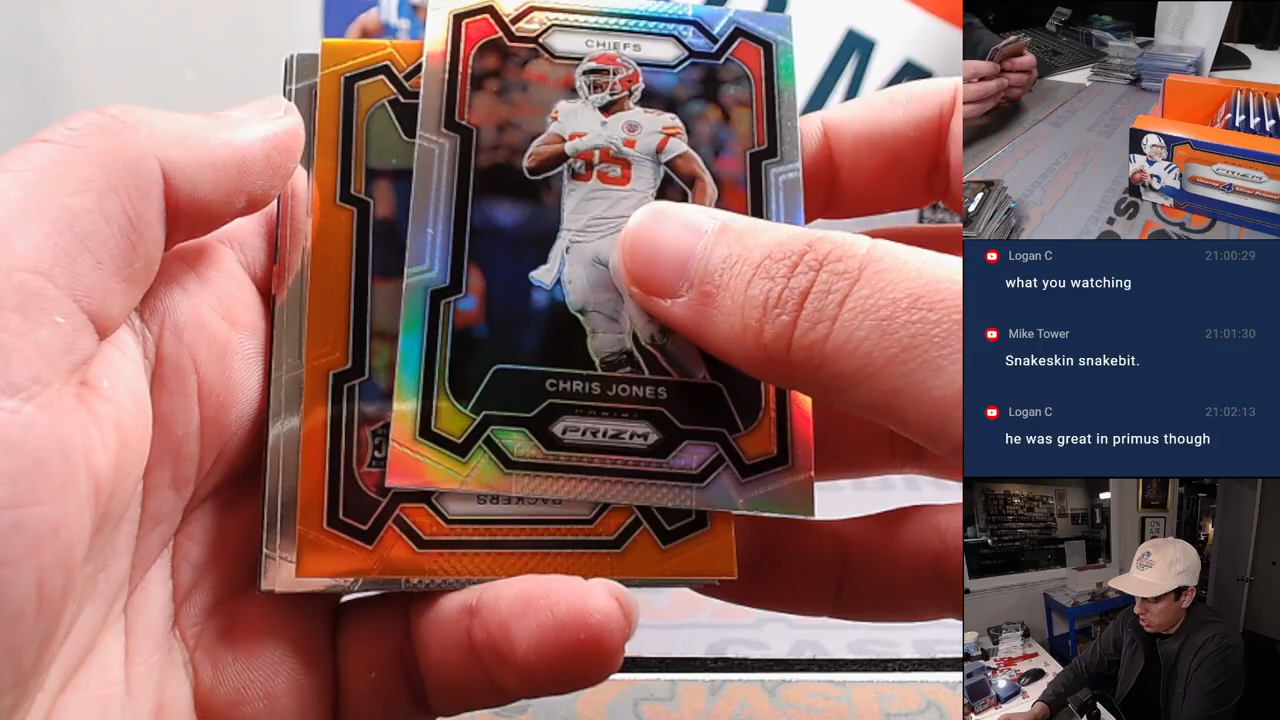 CHIEFS
95
CHRIS JONES
PANINI
PRIZM
PACKERS
PRIZM
Logan C 21:00:29
what you watching
Mike Tower 21:01:30
Snakeskin snakebit.
Logan C 21:02:13
he was great in primus though
ON
AIR